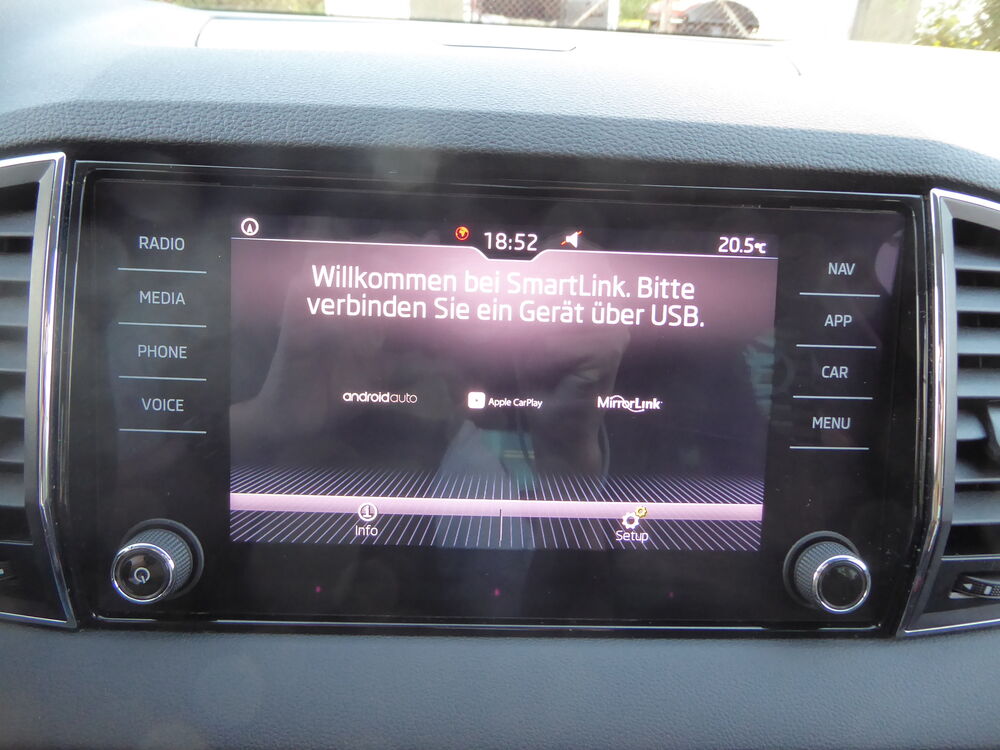 18:52
20.5°C
Willkommen bei SmartLink. Bitte
verbinden Sie ein Gerät über USB.
androidauto
Apple CarPlay
MirrorLink
Info
Setup
RADIO
MEDIA
PHONE
VOICE
NAV
APP
CAR
MENU